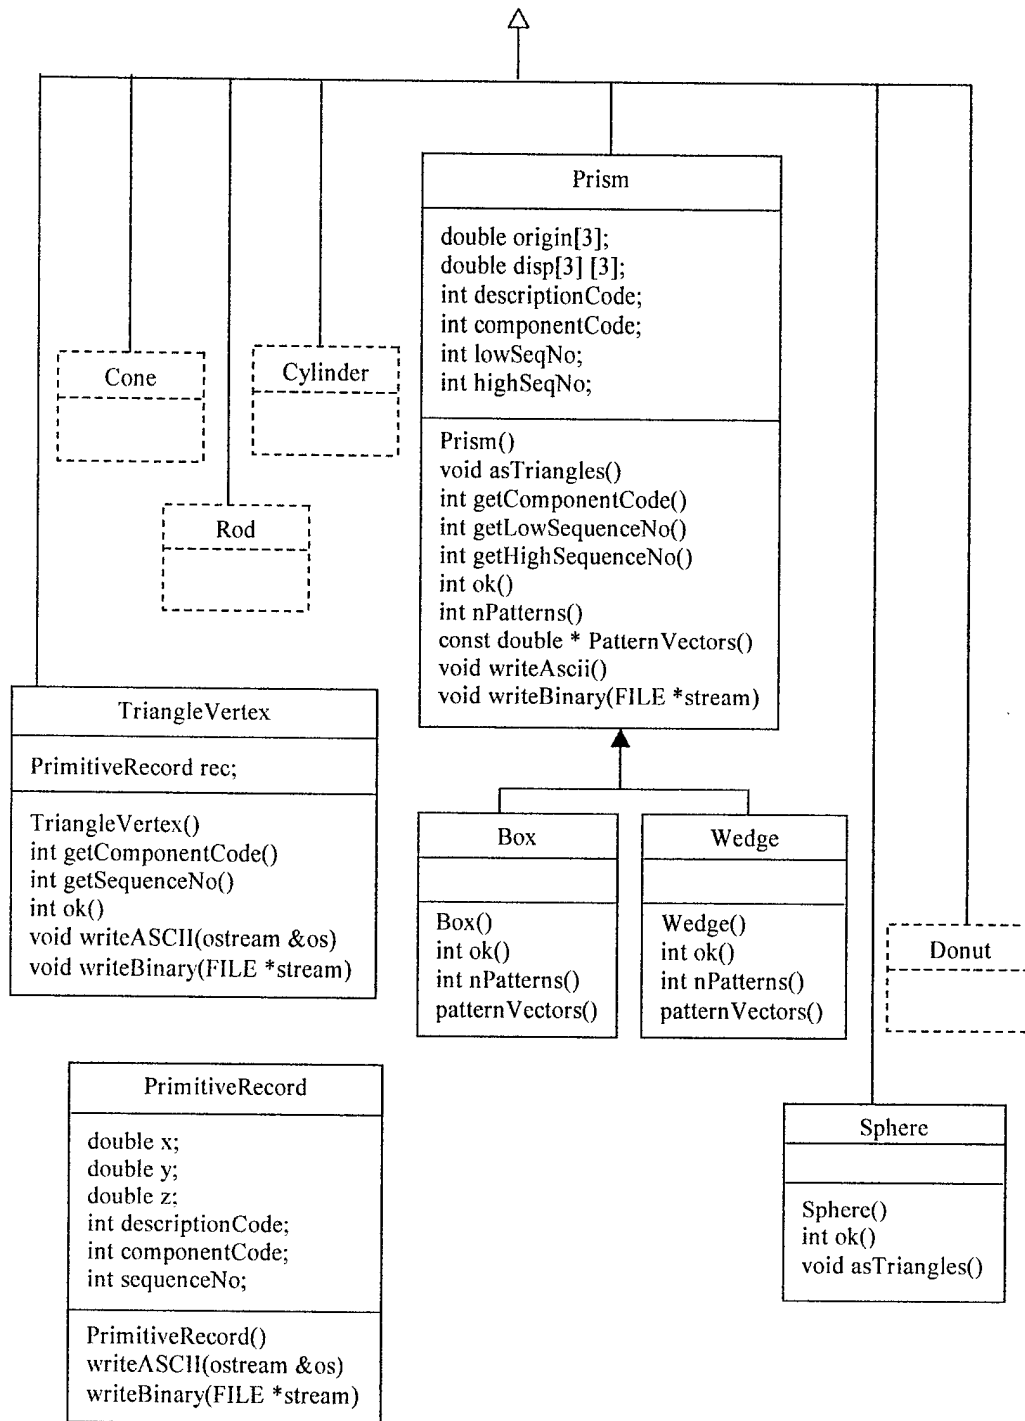 Prism
double origin[3];
double disp[3] [3];
int descriptionCode;
int componentCode;
int lowSeqNo;
int highSeqNo;
Prism()
void asTriangles()
int getComponentCode()
int getLowSequenceNo()
int getHighSequenceNo()
int ok()
int nPatterns()
const double * PatternVectors()
void writeAscii()
void writeBinary(FILE *stream)
Cone
Cylinder
Rod
TriangleVertex
PrimitiveRecord rec;
TriangleVertex()
int getComponentCode()
int getSequenceNo()
int ok()
void writeASCII(ostream &os)
void writeBinary(FILE *stream)
Box
Box()
int ok()
int nPatterns()
patternVectors()
Wedge
Wedge()
int ok()
int nPatterns()
patternVectors()
Donut
PrimitiveRecord
double x;
double y;
double z;
int descriptionCode;
int componentCode;
int sequenceNo;
PrimitiveRecord()
writeASCII(ostream &os)
writeBinary(FILE *stream)
Sphere
Sphere()
int ok()
void asTriangles()